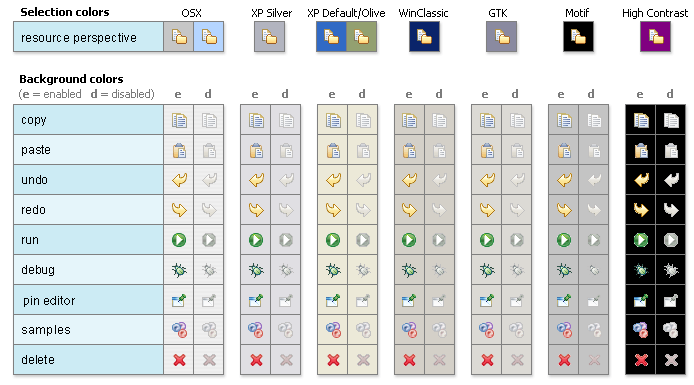 Selection colors OSX XP Silver XP Default/Olive WinClassic GTK Motif High Contrast
resource perspective
Background colors
(e = enabled d = disabled) e d e d e d e d e d e d e d
copy
paste
undo
redo
run
debug
pin editor
samples
delete